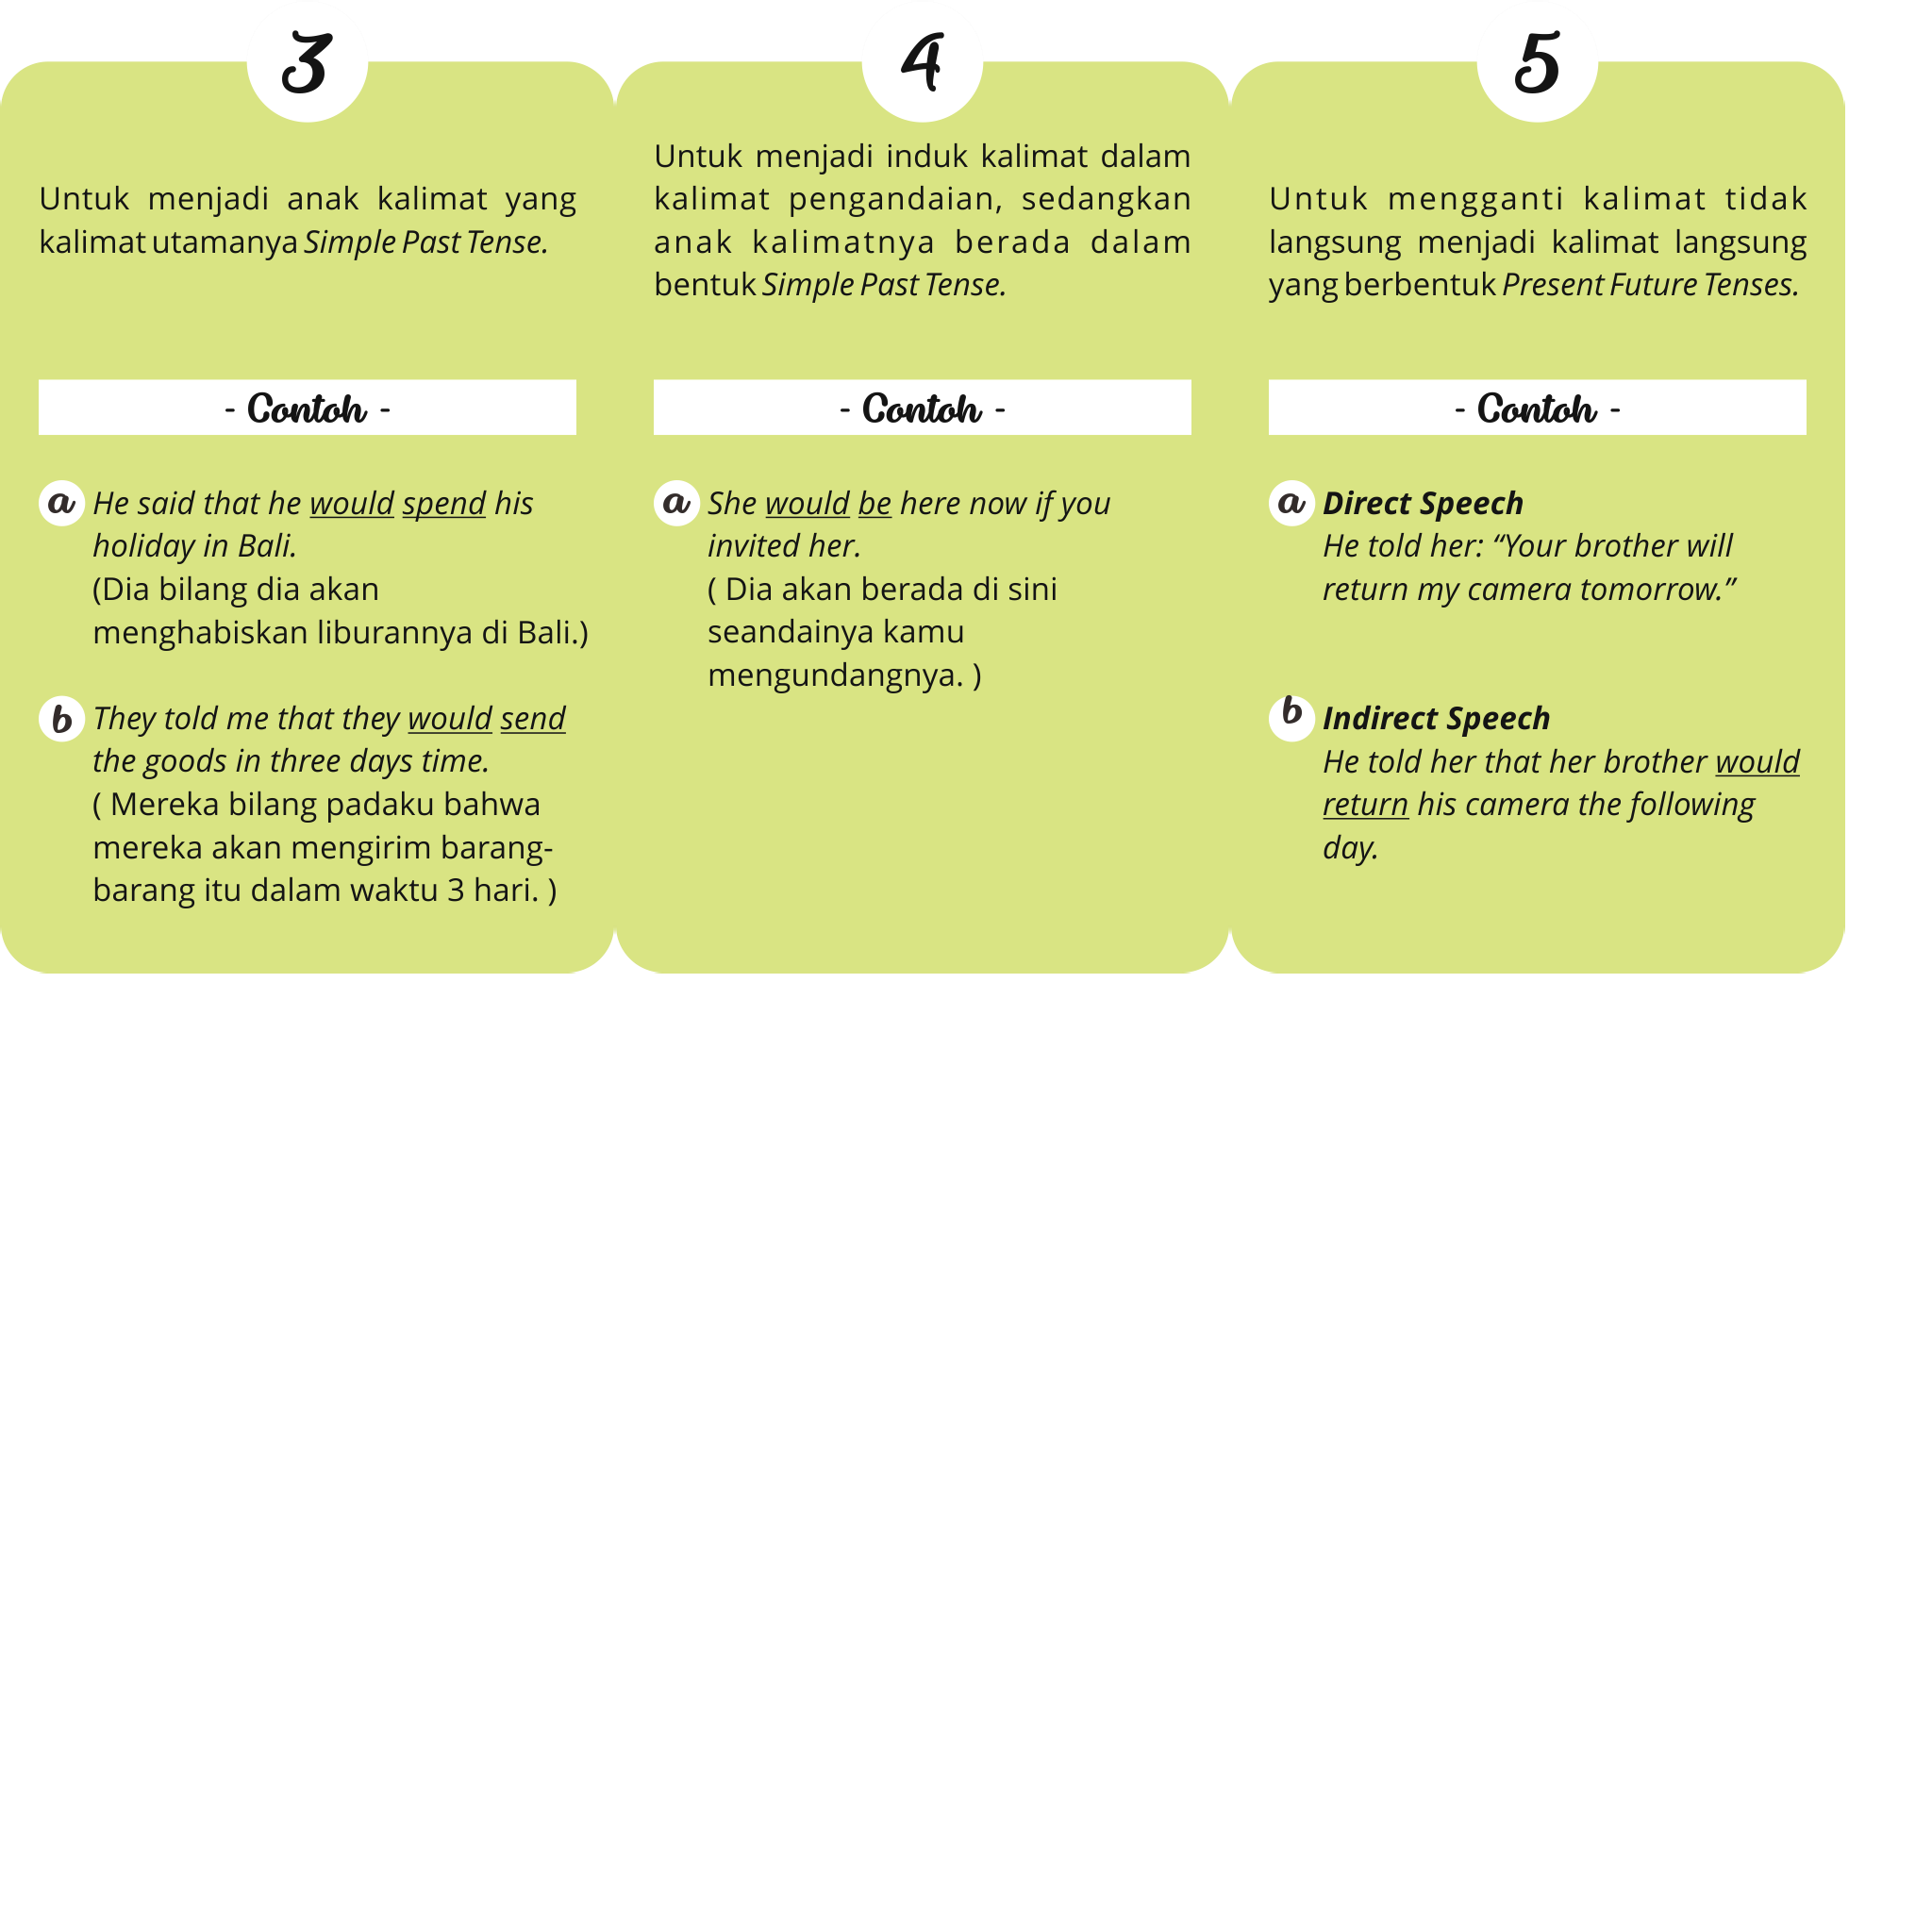 3
Untuk menjadi anak kalimat yang
kalimat utamanya Simple Past Tense.
- Contoh -
a He said that he would spend his
holiday in Bali.
(Dia bilang dia akan
menghabiskan liburannya di Bali.)
b They told me that they would send
the goods in three days time.
( Mereka bilang padaku bahwa
mereka akan mengirim barang-
barang itu dalam waktu 3 hari. )
4
Untuk menjadi induk kalimat dalam
kalimat pengandaian, sedangkan
anak kalimatnya berada dalam
bentuk Simple Past Tense.
- Contoh -
a She would be here now if you
invited her.
( Dia akan berada di sini
seandainya kamu
mengundangnya. )
5
Untuk mengganti kalimat tidak
langsung menjadi kalimat langsung
yang berbentuk Present Future Tenses.
- Contoh -
a Direct Speech
He told her: “Your brother will
return my camera tomorrow.”
b Indirect Speech
He told her that her brother would
return his camera the following
day.